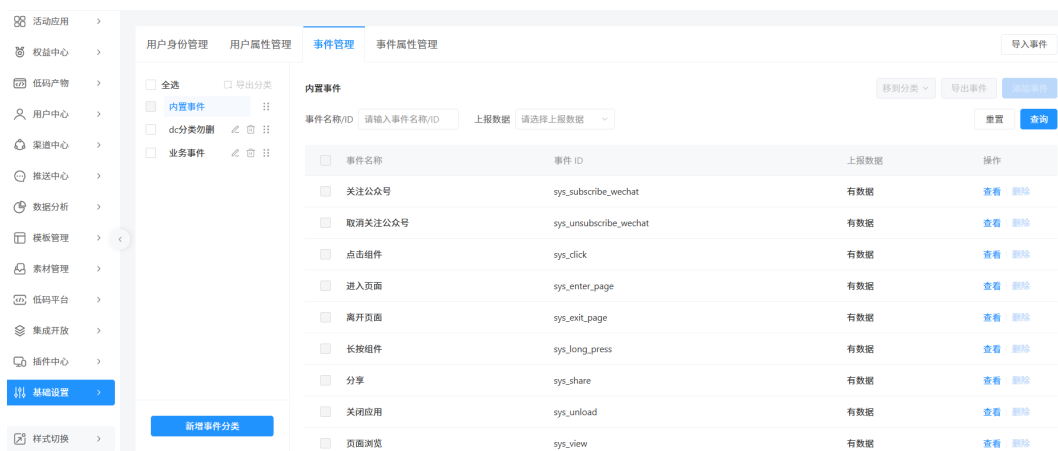 活动应用
权益中心
低码产物
用户中心
渠道中心
推送中心
数据分析
模板管理
素材管理
低码平台
集成开放
插件中心
基础设置
样式切换
用户身份管理 用户属性管理 事件管理 事件属性管理 导入事件
全选 导出分类
内置事件
dc分类勿删
业务事件
新增事件分类
内置事件 移到分类 导出事件 添加事件
事件名称/ID 请输入事件名称/ID 上报数据 请选择上报数据 重置 查询
事件名称 事件 ID 上报数据 操作
关注公众号 sys_subscribe_wechat 有数据 查看 删除
取消关注公众号 sys_unsubscribe_wechat 有数据 查看 删除
点击组件 sys_click 有数据 查看 删除
进入页面 sys_enter_page 有数据 查看 删除
离开页面 sys_exit_page 有数据 查看 删除
长按组件 sys_long_press 有数据 查看 删除
分享 sys_share 有数据 查看 删除
关闭应用 sys_unload 有数据 查看 删除
页面浏览 sys_view 有数据 查看 删除